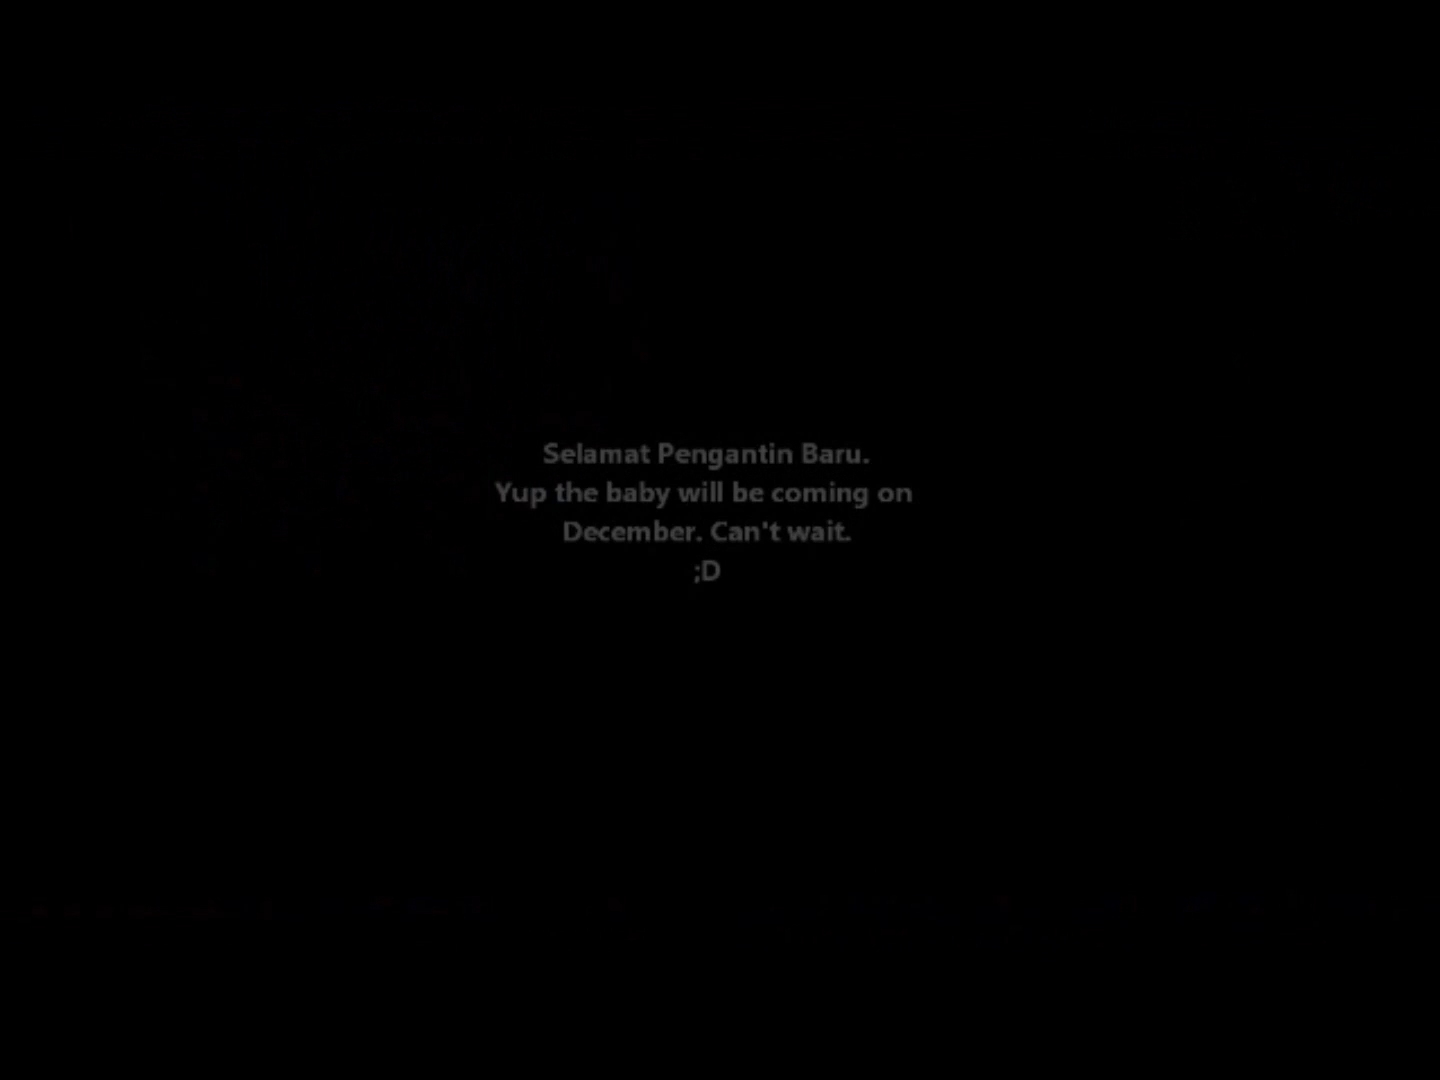 Selamat Pengantin Baru.
Yup the baby will be coming on
December. Can't wait.
;D